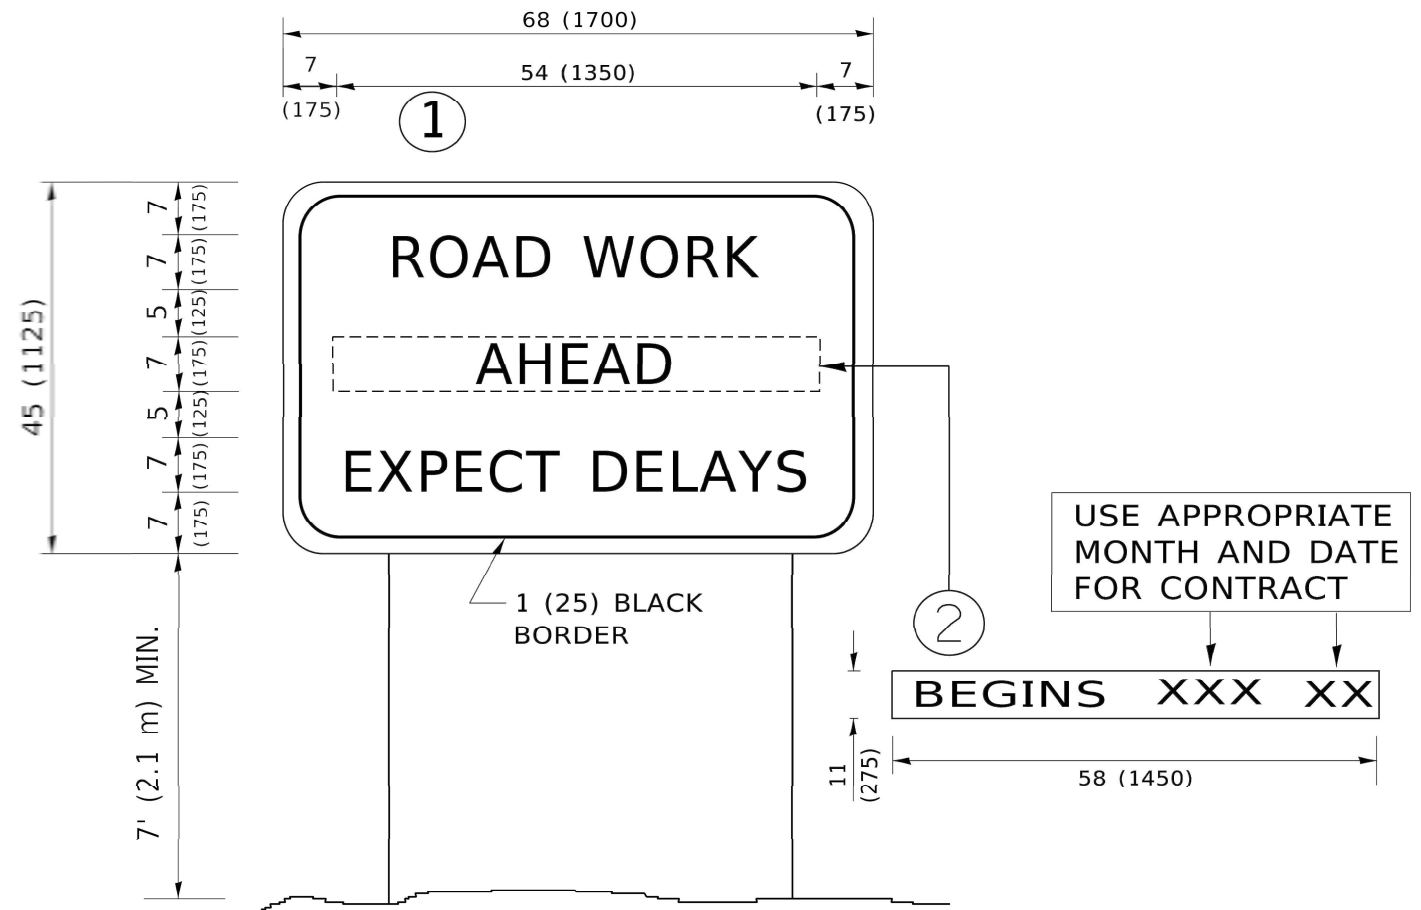 68 (1700)
7
54 (1350)
7
(175)
(175)
1
45 (1125)
7 (175)
7 (175)
5 (125)
7 (175)
5 (125)
7 (175)
7 (175)
ROAD WORK
AHEAD
EXPECT DELAYS
1 (25) BLACK
BORDER
7' (2.1 m) MIN.
USE APPROPRIATE
MONTH AND DATE
FOR CONTRACT
2
BEGINS XXX XX
11
(275)
58 (1450)